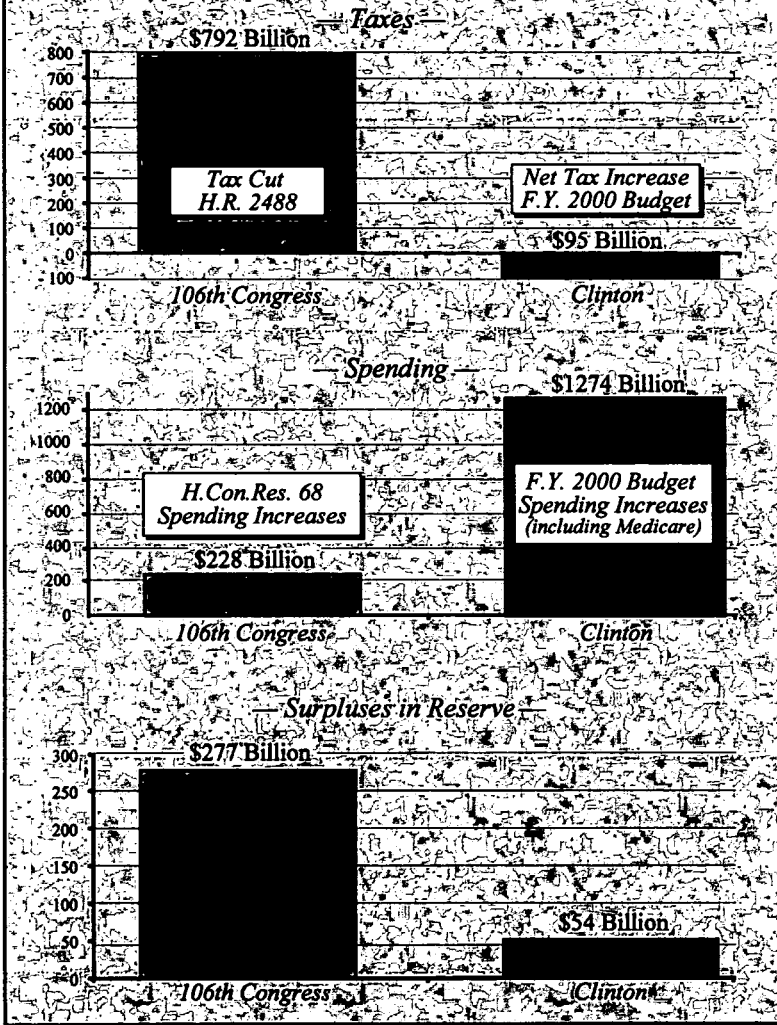 — Taxes —
$792 Billion
800
700
600
500
400
300
200
100
0
100
Tax Cut
H.R. 2488
Net Tax Increase
F.Y. 2000 Budget
$95 Billion
106th Congress
Clinton
— Spending —
$1274 Billion
1200
1000
800
600
400
200
0
H.Con.Res. 68
Spending Increases
$228 Billion
F.Y. 2000 Budget
Spending Increases
(including Medicare)
106th Congress
Clinton
— Surpluses in Reserve —
$277 Billion
300
250
200
150
100
50
0
$54 Billion
106th Congress
Clinton